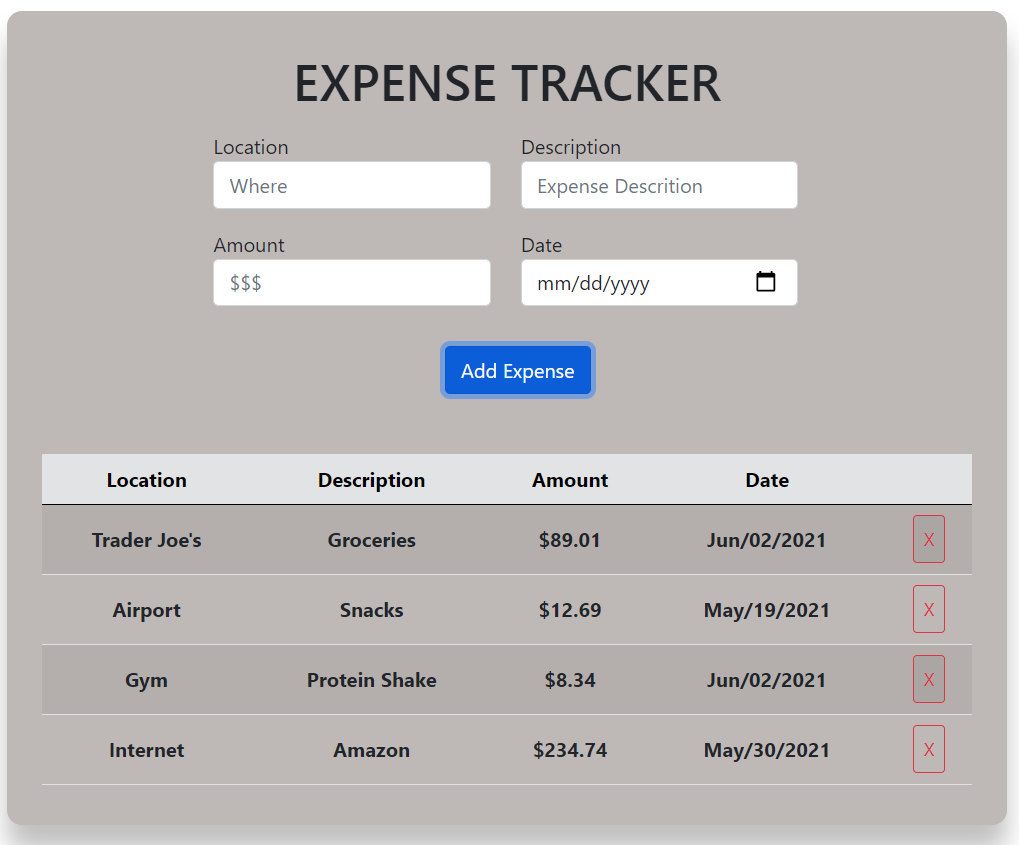 EXPENSE TRACKER
Location Description
Where Expense Descrition
Amount Date
$$$ mm/dd/yyyy
Add Expense
Location Description Amount Date
Trader Joe's Groceries $89.01 Jun/02/2021 X
Airport Snacks $12.69 May/19/2021 X
Gym Protein Shake $8.34 Jun/02/2021 X
Internet Amazon $234.74 May/30/2021 X